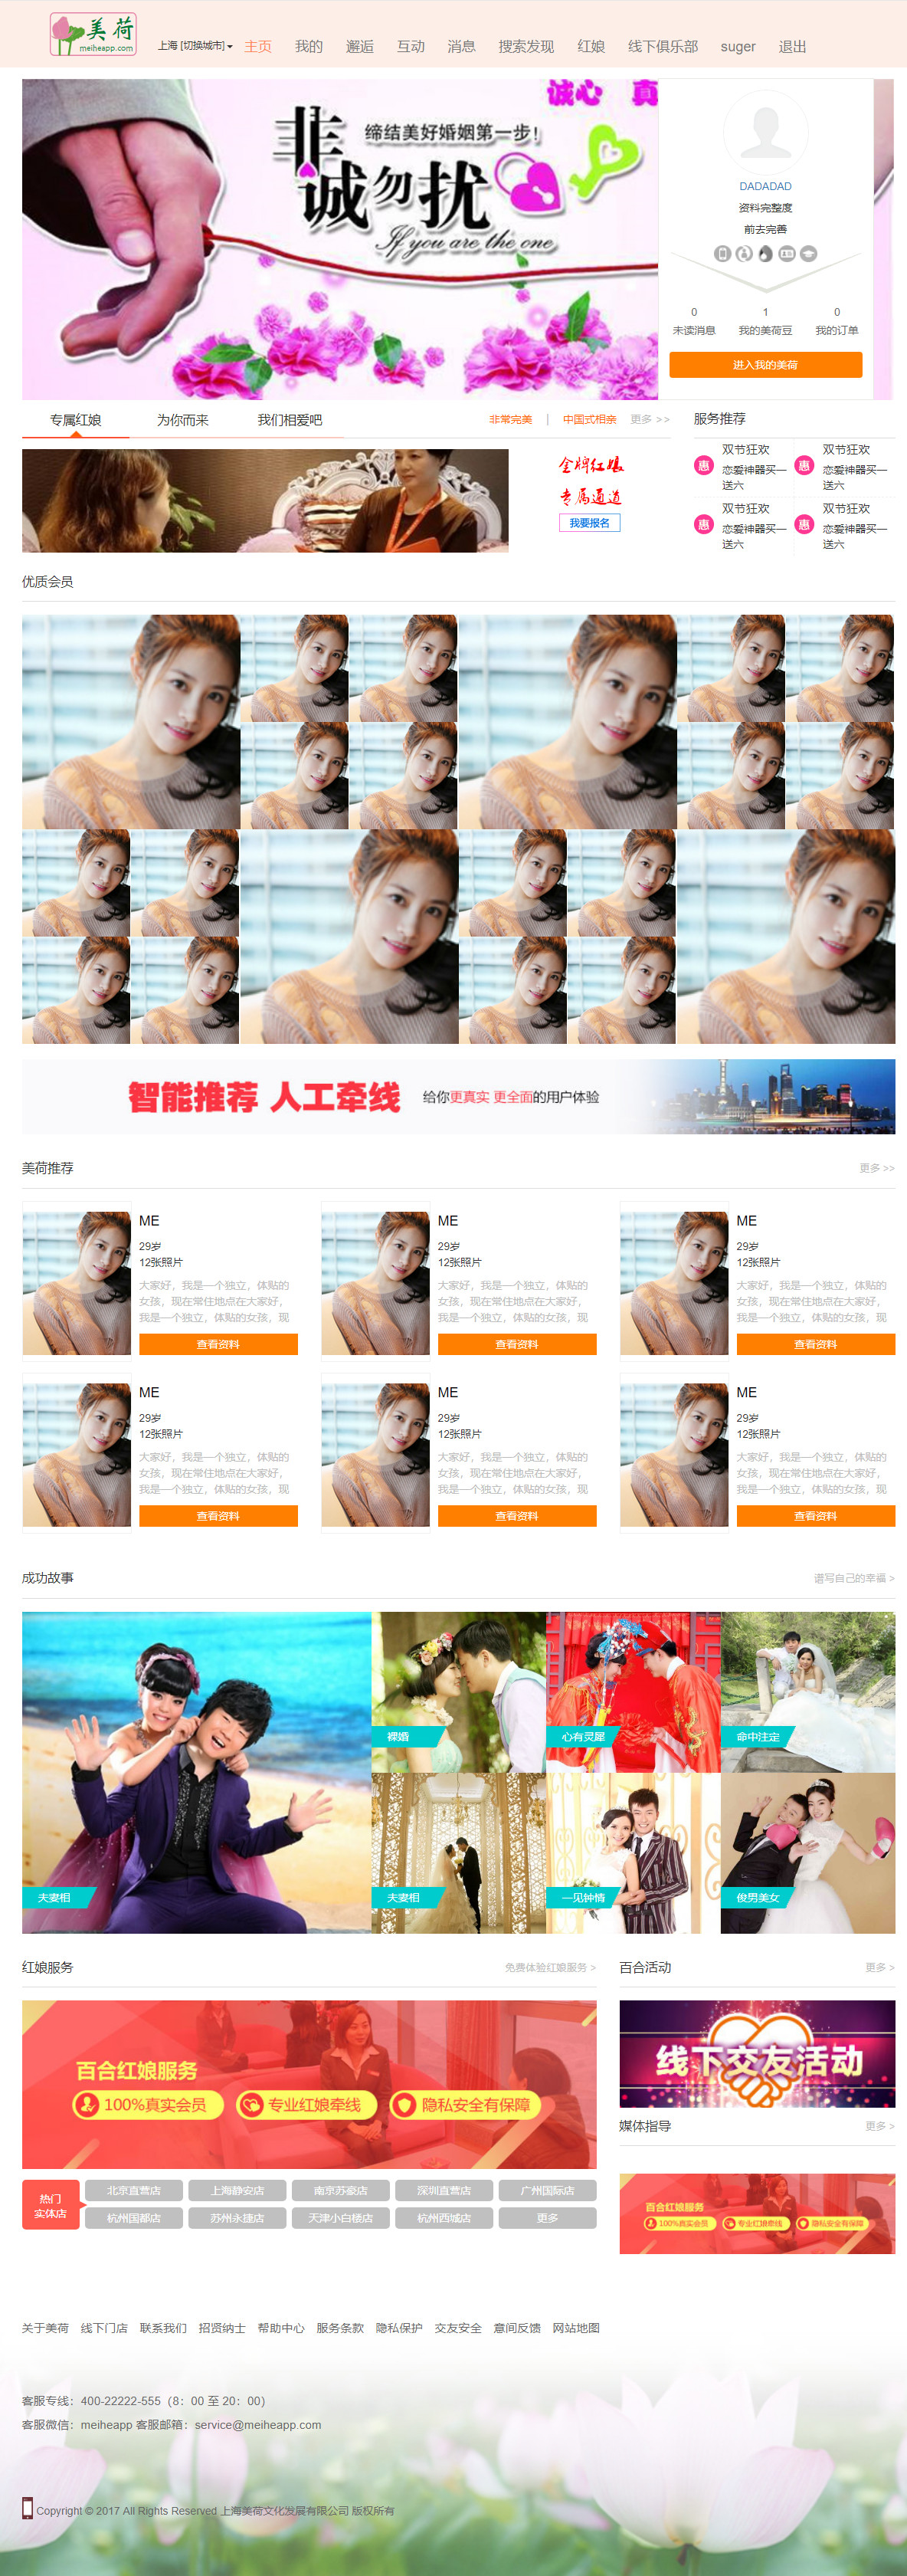 美荷
meiheapp.com
上海 [切换城市] 主页 我的 邂逅 互动 消息 搜索发现 红娘 线下俱乐部 suger 退出
诚心 真
缔结美好婚姻第一步!
非诚勿扰
If you are the one
DADADAD
资料完整度
前去完善
0 1 0
未读消息 我的美荷豆 我的订单
进入我的美荷
专属红娘 为你而来 我们相爱吧 非常完美 | 中国式相亲 更多 >>
服务推荐
金牌红娘
专属通道
我要报名
惠 双节狂欢
恋爱神器买一
送六
惠 双节狂欢
恋爱神器买一
送六
惠 双节狂欢
恋爱神器买一
送六
惠 双节狂欢
恋爱神器买一
送六
优质会员
智能推荐 人工牵线 给你更真实 更全面的用户体验
美荷推荐 更多 >>
ME
29岁
12张照片
大家好，我是一个独立，体贴的
女孩，现在常住地点在大家好，
我是一个独立，体贴的女孩，现
查看资料
ME
29岁
12张照片
大家好，我是一个独立，体贴的
女孩，现在常住地点在大家好，
我是一个独立，体贴的女孩，现
查看资料
ME
29岁
12张照片
大家好，我是一个独立，体贴的
女孩，现在常住地点在大家好，
我是一个独立，体贴的女孩，现
查看资料
ME
29岁
12张照片
大家好，我是一个独立，体贴的
女孩，现在常住地点在大家好，
我是一个独立，体贴的女孩，现
查看资料
ME
29岁
12张照片
大家好，我是一个独立，体贴的
女孩，现在常住地点在大家好，
我是一个独立，体贴的女孩，现
查看资料
ME
29岁
12张照片
大家好，我是一个独立，体贴的
女孩，现在常住地点在大家好，
我是一个独立，体贴的女孩，现
查看资料
成功故事 谱写自己的幸福 >
裸婚 心有灵犀 命中注定
夫妻相 夫妻相 一见钟情 俊男美女
红娘服务 免费体验红娘服务 >
百合红娘服务
100%真实会员 专业红娘牵线 隐私安全有保障
热门
实体店
北京直营店 上海静安店 南京苏豪店 深圳直营店 广州国际店
杭州国都店 苏州永捷店 天津小白楼店 杭州西城店 更多
百合活动 更多 >
线下交友活动
媒体指导 更多 >
百合红娘服务
100%真实会员 专业红娘牵线 隐私安全有保障
关于美荷 线下门店 联系我们 招贤纳士 帮助中心 服务条款 隐私保护 交友安全 意间反馈 网站地图
客服专线：400-22222-555（8：00 至 20：00）
客服微信：meiheapp 客服邮箱：service@meiheapp.com
Copyright © 2017 All Rights Reserved 上海美荷文化发展有限公司 版权所有